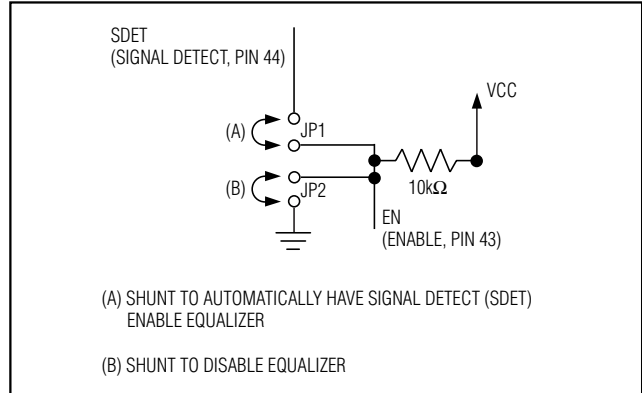 SDET
(SIGNAL DETECT, PIN 44)
VCC
(A)
JP1
(B)
JP2
10kΩ
EN
(ENABLE, PIN 43)
(A) SHUNT TO AUTOMATICALLY HAVE SIGNAL DETECT (SDET)
ENABLE EQUALIZER
(B) SHUNT TO DISABLE EQUALIZER